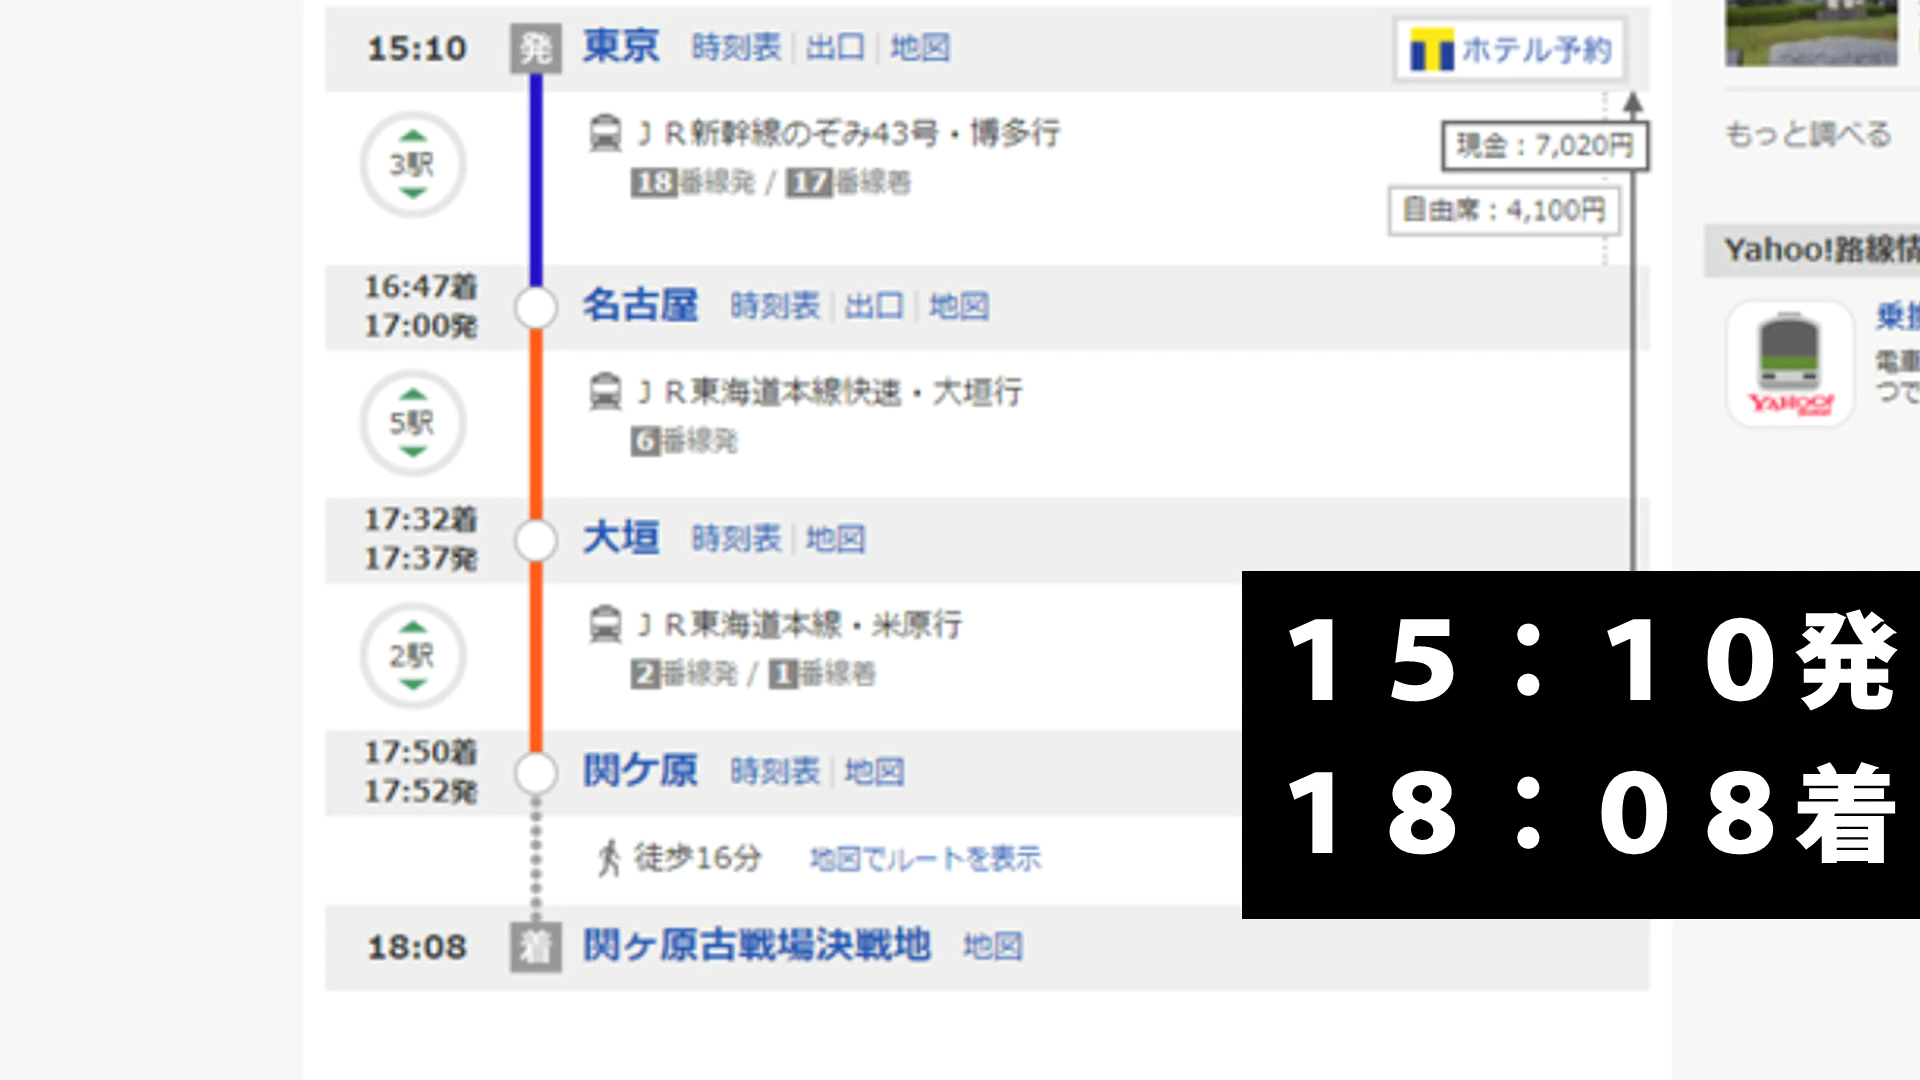 15:10 発 東京 時刻表 出口 地図 ホテル予約
3駅
ＪＲ新幹線のぞみ43号・博多行
18番線発 / 17番線着
現金：7,020円
自由席：4,100円
16:47着
17:00発
名古屋 時刻表 出口 地図
5駅
ＪＲ東海道本線快速・大垣行
6番線発
17:32着
17:37発
大垣 時刻表 地図
2駅
ＪＲ東海道本線・米原行
2番線発 / 1番線着
17:50着
17:52発
関ケ原 時刻表 地図
徒歩16分 地図でルートを表示
18:08 着 関ヶ原古戦場決戦地 地図
１５：１０発
１８：０８着
もっと調べる
Yahoo!路線情
YAHOO!
乗換
電車
つで